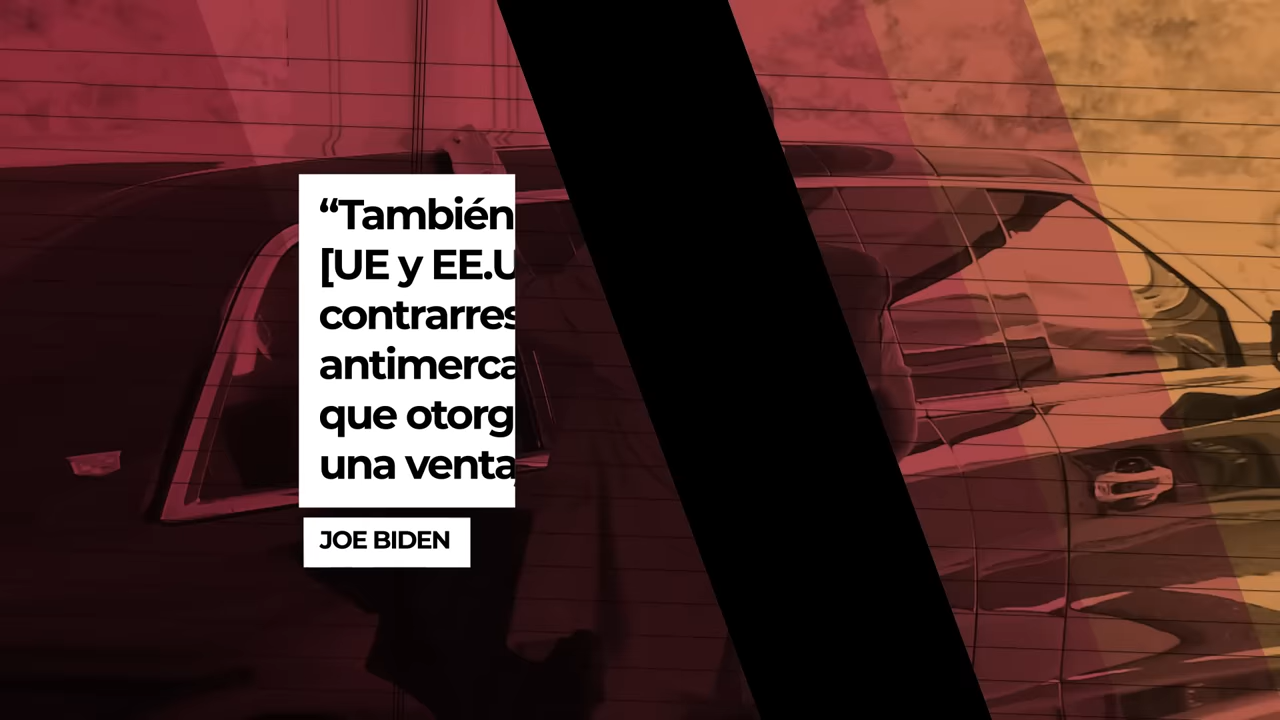 “También
[UE y EE.U
contrarres
antimerca
que otorg
una venta
JOE BIDEN